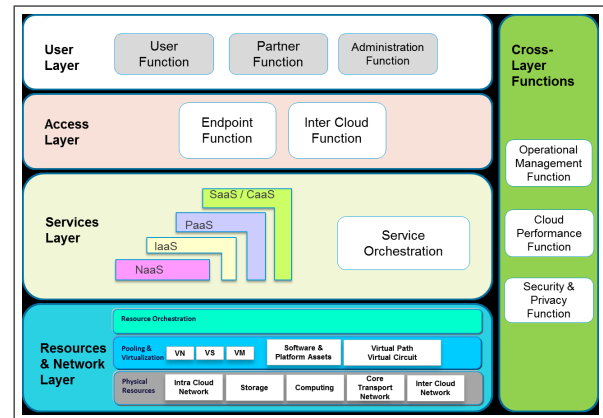 User
Layer
User
Function
Partner
Function
Administration
Function
Access
Layer
Endpoint
Function
Inter Cloud
Function
Services
Layer
SaaS / CaaS
PaaS
IaaS
NaaS
Service
Orchestration
Resources
& Network
Layer
Resource Orchestration
Pooling &
Virtualization
VN
VS
VM
Software &
Platform Assets
Virtual Path
Virtual Circuit
Physical
Resources
Intra Cloud
Network
Storage
Computing
Core
Transport
Network
Inter Cloud
Network
Cross-
Layer
Functions
Operational
Management
Function
Cloud
Performance
Function
Security &
Privacy
Function